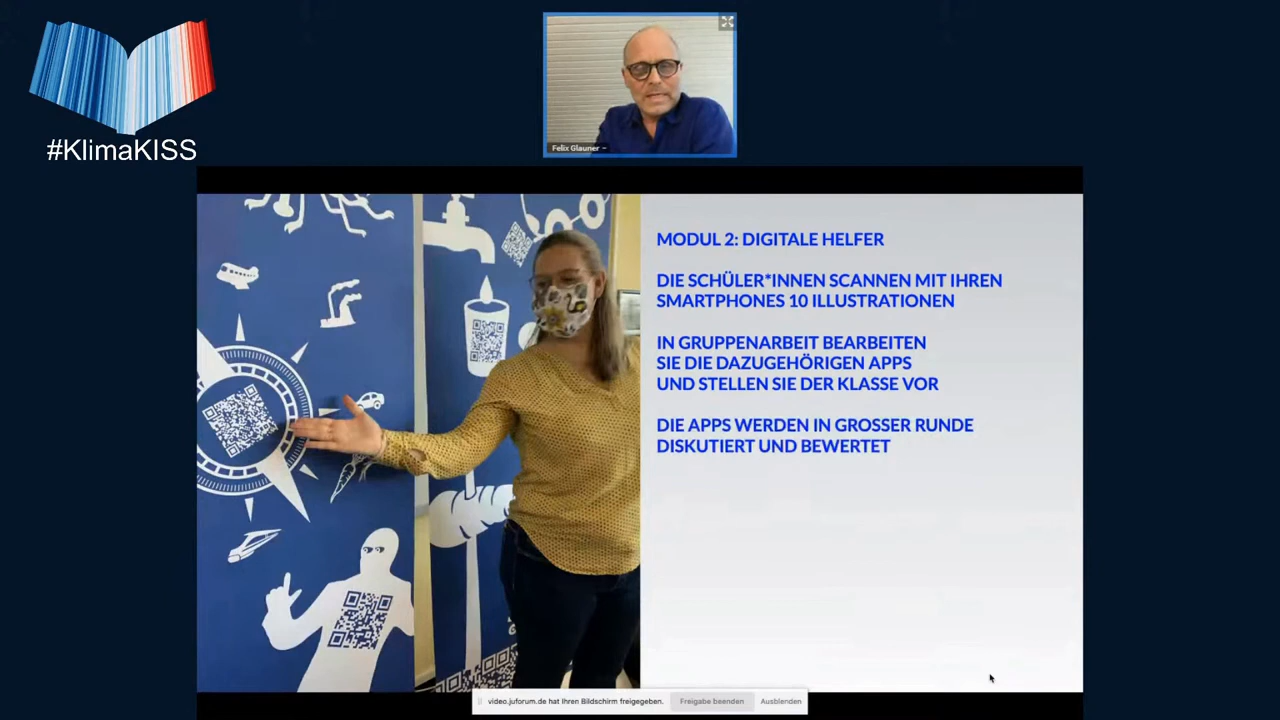 #KlimaKISS
Felix Glauner
MODUL 2: DIGITALE HELFER
DIE SCHÜLER*INNEN SCANNEN MIT IHREN
SMARTPHONES 10 ILLUSTRATIONEN
IN GRUPPENARBEIT BEARBEITEN
SIE DIE DAZUGEHÖRIGEN APPS
UND STELLEN SIE DER KLASSE VOR
DIE APPS WERDEN IN GROSSER RUNDE
DISKUTIERT UND BEWERTET
video.juforum.de hat Ihren Bildschirm freigegeben.
Freigabe beenden
Ausblenden